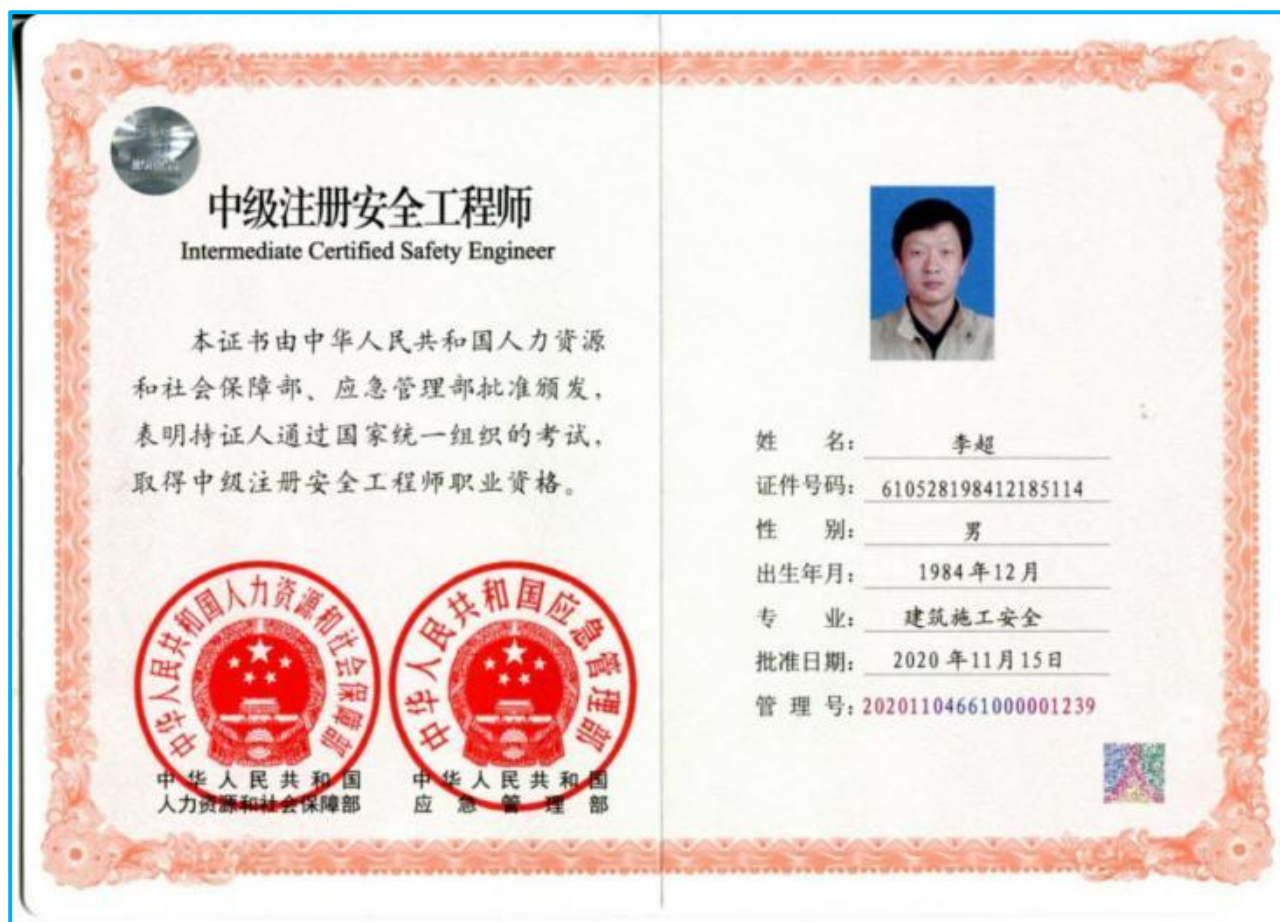 中级注册安全工程师
Intermediate Certified Safety Engineer
本证书由中华人民共和国人力资源
和社会保障部、应急管理部批准颁发,
表明持证人通过国家统一组织的考试,
取得中级注册安全工程师职业资格。
中华人民共和国人力资源和社会保障部
中华人民共和国
人力资源和社会保障部
中华人民共和国应急管理部
中华人民共和国
应急管理部
姓名: 李超
证件号码: 610528198412185114
性别: 男
出生年月: 1984年12月
专业: 建筑施工安全
批准日期: 2020年11月15日
管理号: 20201104661000001239